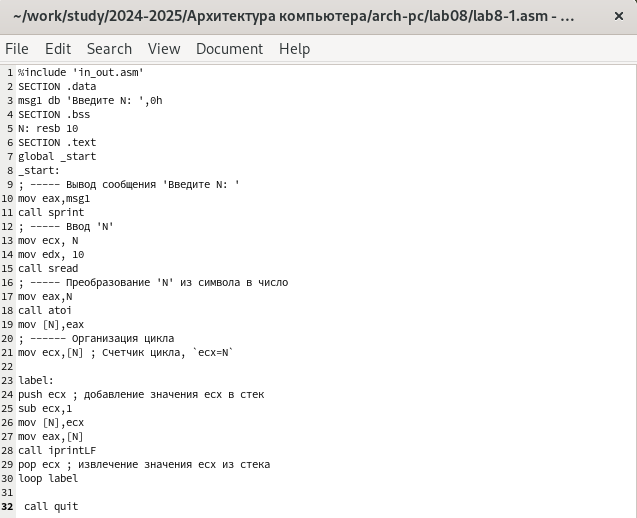 ~/work/study/2024-2025/Архитектура компьютера/arch-pc/lab08/lab8-1.asm - ...
File Edit Search View Document Help
1 %include 'in_out.asm'
2 SECTION .data
3 msg1 db 'Введите N: ',0h
4 SECTION .bss
5 N: resb 10
6 SECTION .text
7 global _start
8 _start:
9 ; ----- Вывод сообщения 'Введите N: '
10 mov eax,msg1
11 call sprint
12 ; ----- Ввод 'N'
13 mov ecx, N
14 mov edx, 10
15 call sread
16 ; ----- Преобразование 'N' из символа в число
17 mov eax,N
18 call atoi
19 mov [N],eax
20 ; ------ Организация цикла
21 mov ecx,[N] ; Счетчик цикла, `ecx=N`
22
23 label:
24 push ecx ; добавление значения ecx в стек
25 sub ecx,1
26 mov [N],ecx
27 mov eax,[N]
28 call iprintLF
29 pop ecx ; извлечение значения ecx из стека
30 loop label
31
32 call quit